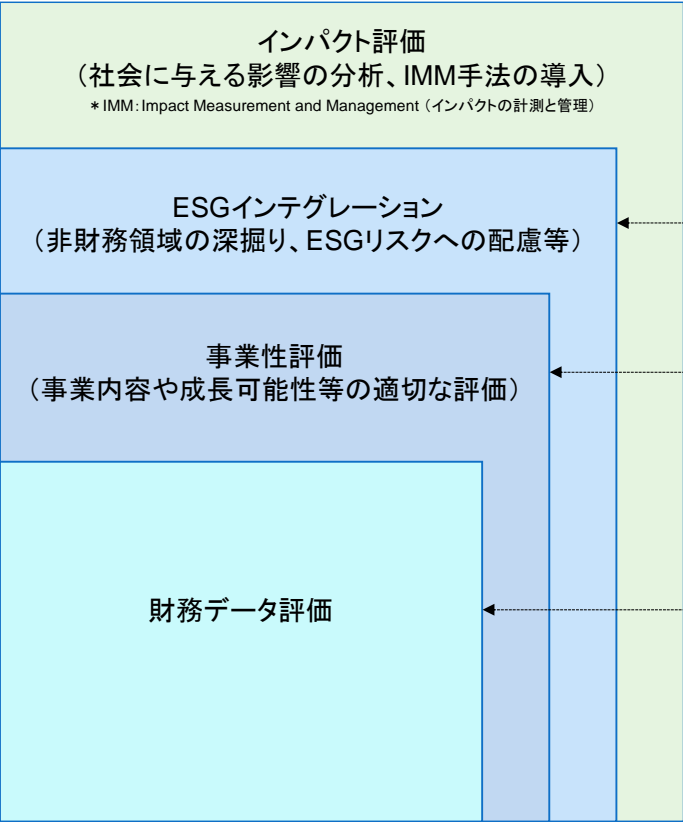 インパクト評価
（社会に与える影響の分析、IMM手法の導入）
＊IMM：Impact Measurement and Management（インパクトの計測と管理）
ESGインテグレーション
（非財務領域の深掘り、ESGリスクへの配慮等）
事業性評価
（事業内容や成長可能性等の適切な評価）
財務データ評価